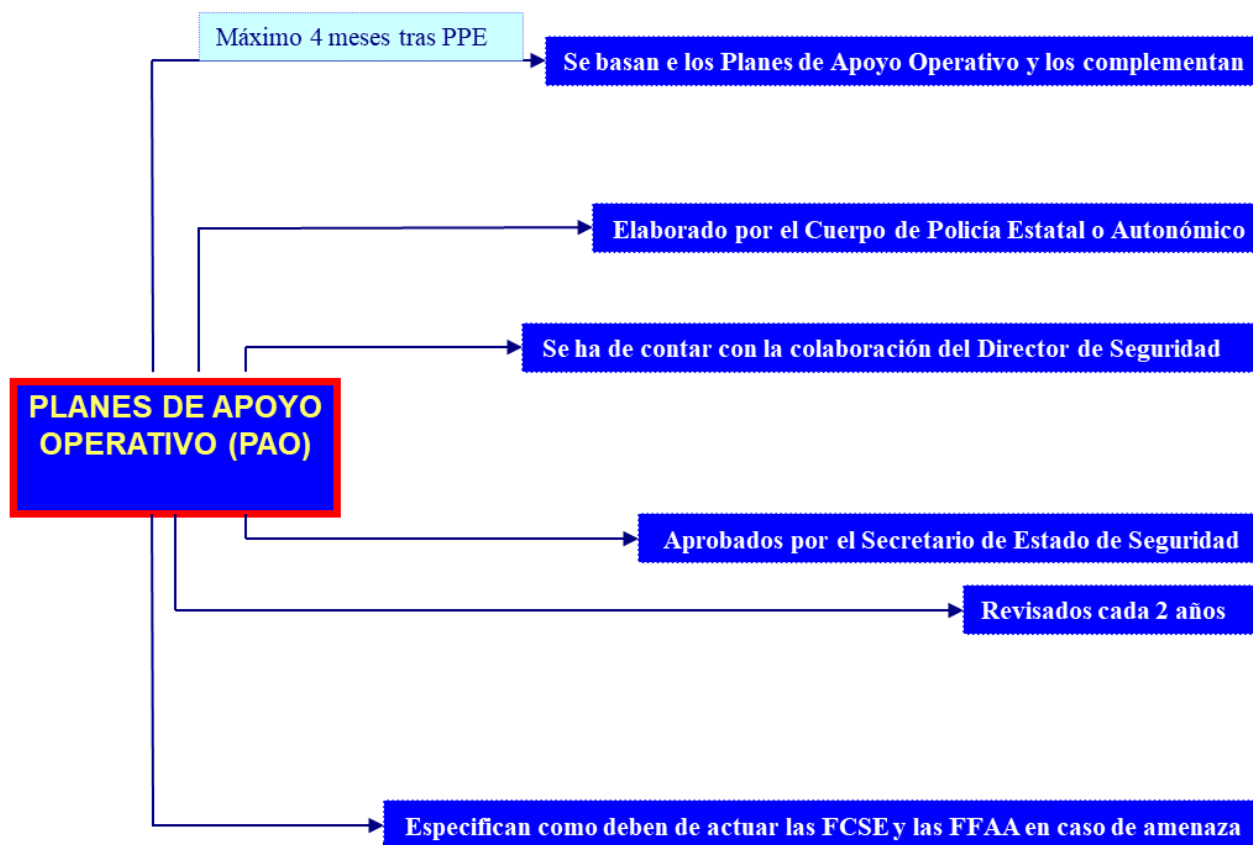 Máximo 4 meses tras PPE
Se basan e los Planes de Apoyo Operativo y los complementan
Elaborado por el Cuerpo de Policía Estatal o Autonómico
Se ha de contar con la colaboración del Director de Seguridad
PLANES DE APOYO
OPERATIVO (PAO)
Aprobados por el Secretario de Estado de Seguridad
Revisados cada 2 años
Especifican como deben de actuar las FCSE y las FFAA en caso de amenaza